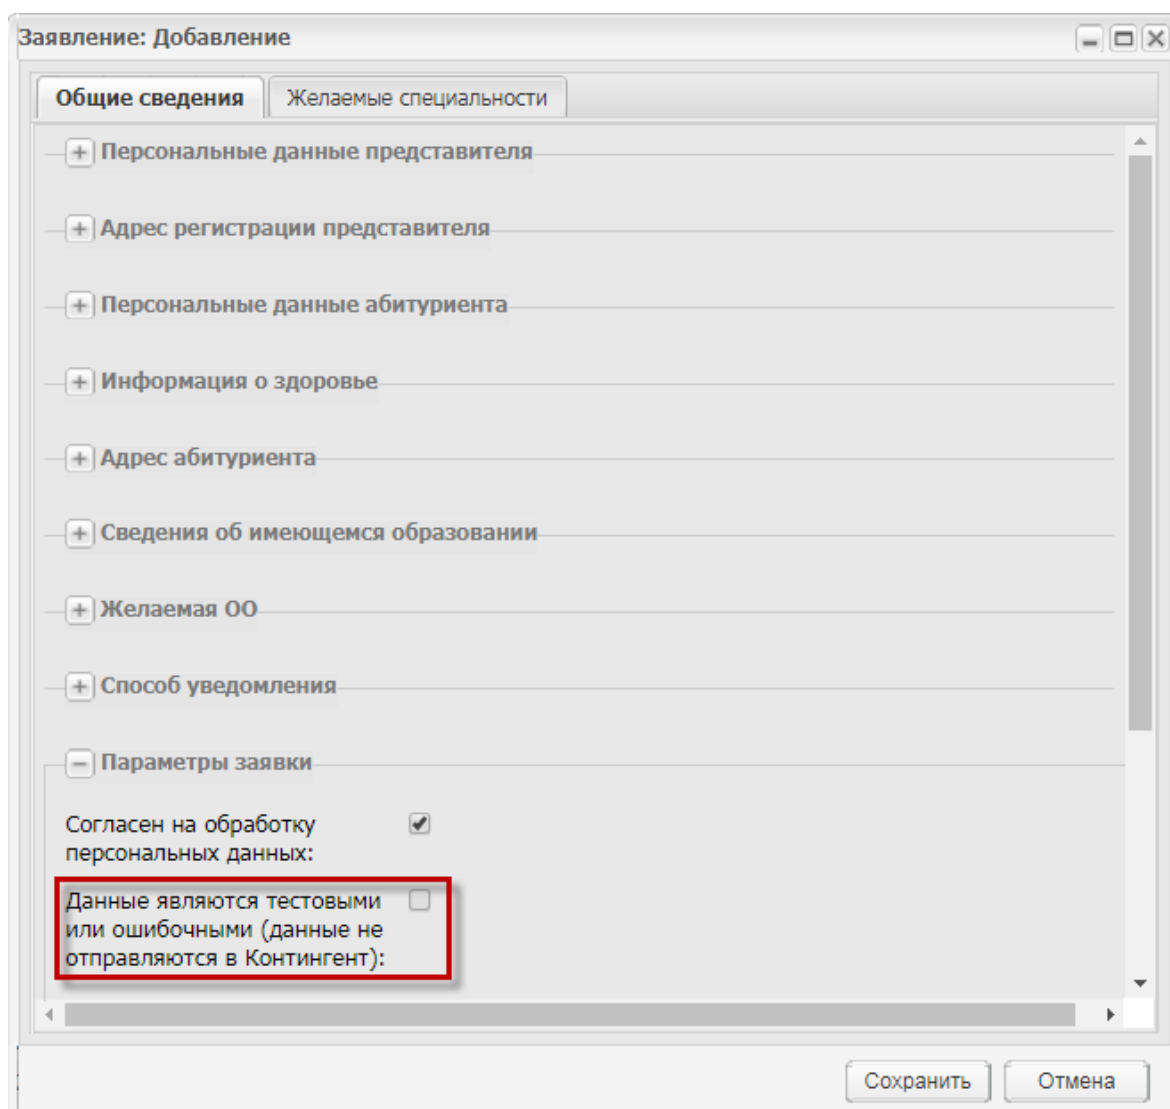 Заявление: Добавление
Общие сведения
Желаемые специальности
Персональные данные представителя
Адрес регистрации представителя
Персональные данные абитуриента
Информация о здоровье
Адрес абитуриента
Сведения об имеющемся образовании
Желаемая ОО
Способ уведомления
Параметры заявки
Согласен на обработку
персональных данных:
Данные являются тестовыми
или ошибочными (данные не
отправляются в Контингент):
Сохранить
Отмена